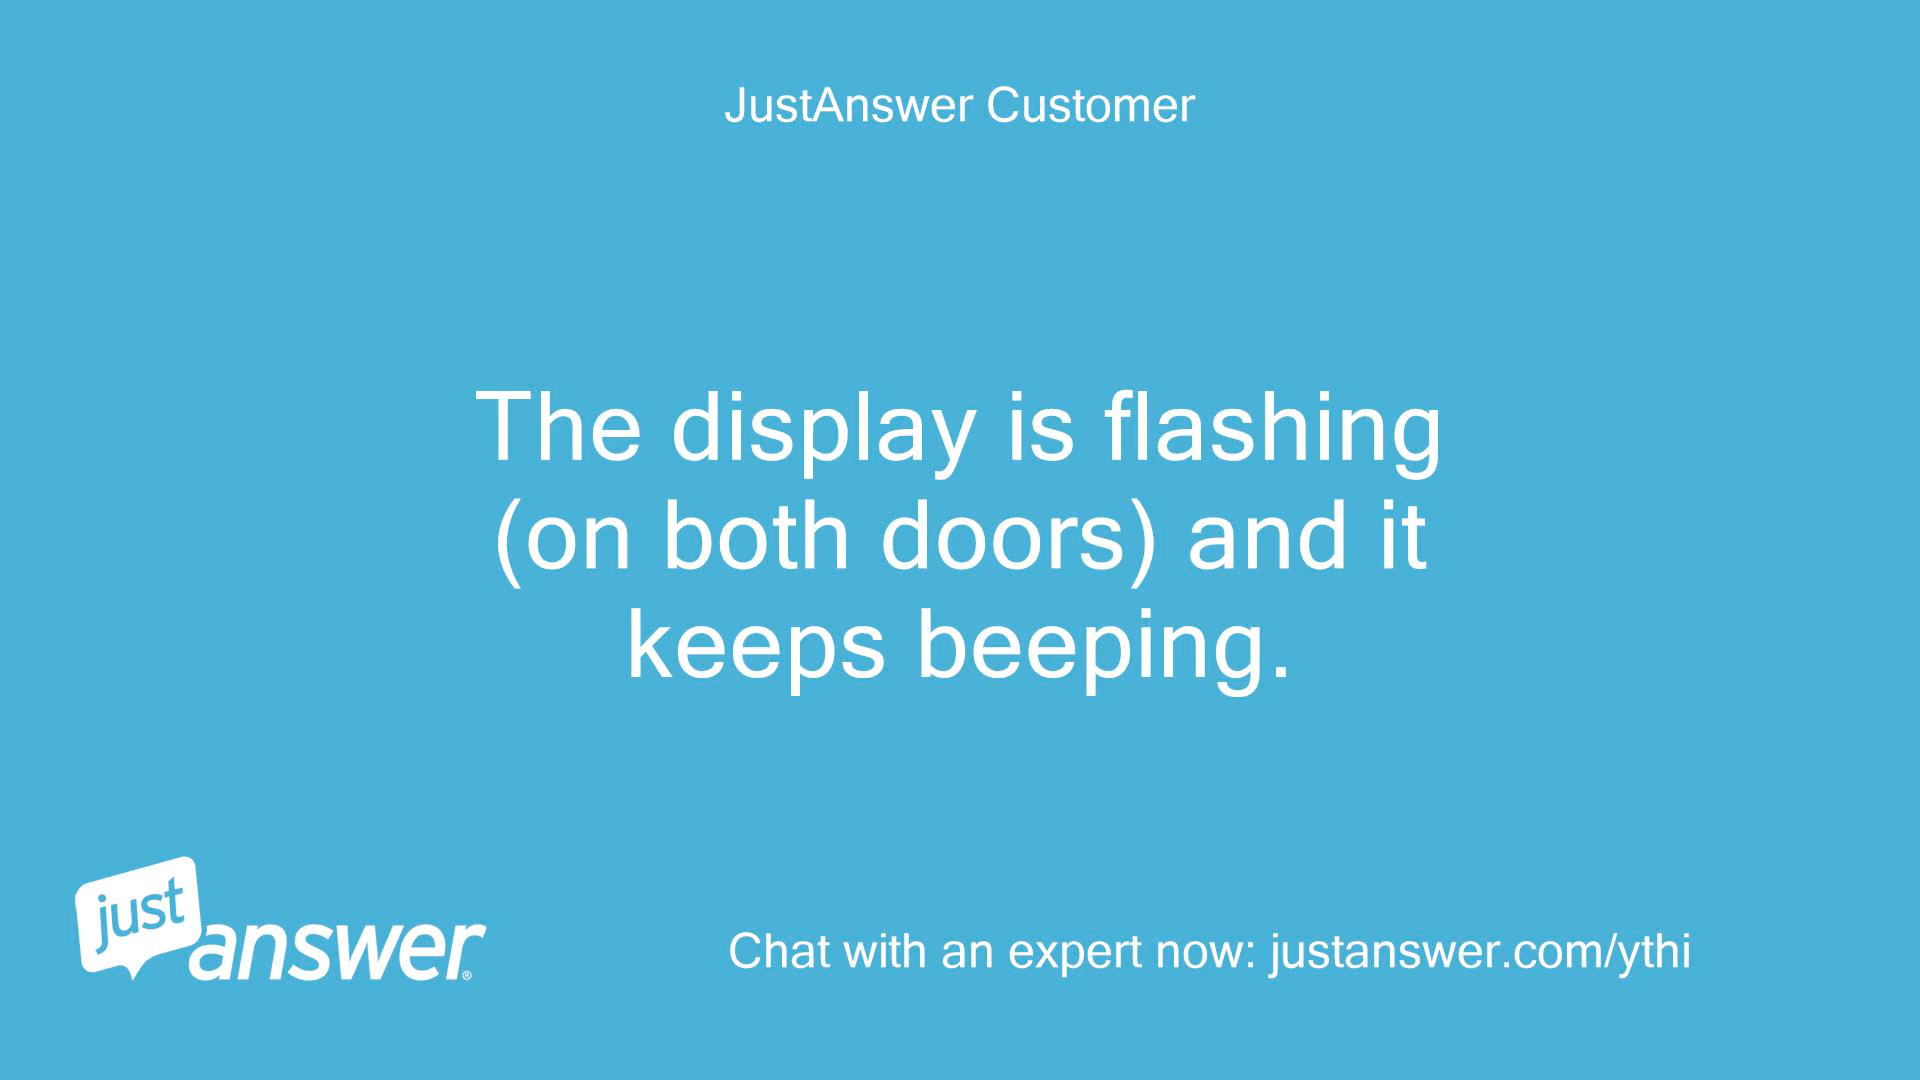 JustAnswer Customer
The display is flashing
(on both doors) and it
keeps beeping.
just
answer®
Chat with an expert now: justanswer.com/ythi